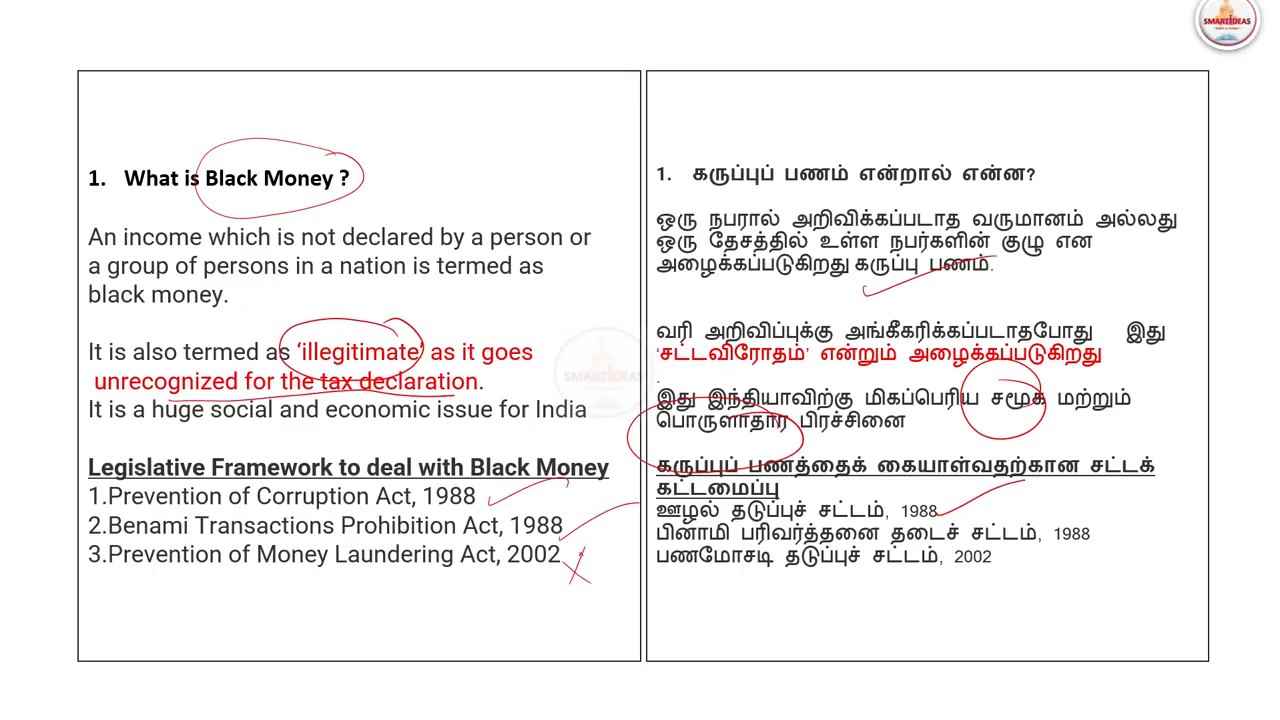 SMARTIDEAS
1. What is Black Money ?
An income which is not declared by a person or
a group of persons in a nation is termed as
black money.
It is also termed as ‘illegitimate’ as it goes
unrecognized for the tax declaration.
It is a huge social and economic issue for India
Legislative Framework to deal with Black Money
1.Prevention of Corruption Act, 1988
2.Benami Transactions Prohibition Act, 1988
3.Prevention of Money Laundering Act, 2002
1. கருப்புப் பணம் என்றால் என்ன?
ஒரு நபரால் அறிவிக்கப்படாத வருமானம் அல்லது
ஒரு தேசத்தில் உள்ள நபர்களின் குழு என
அழைக்கப்படுகிறது கருப்பு பணம்.
வரி அறிவிப்புக்கு அங்கீகரிக்கப்படாதபோது இது
‘சட்டவிரோதம்’ என்றும் அழைக்கப்படுகிறது
.
இது இந்தியாவிற்கு மிகப்பெரிய சமூக மற்றும்
பொருளாதார பிரச்சினை
கருப்புப் பணத்தைக் கையாள்வதற்கான சட்டக்
கட்டமைப்பு
ஊழல் தடுப்புச் சட்டம், 1988
பினாமி பரிவர்த்தனை தடைச் சட்டம், 1988
பணமோசடி தடுப்புச் சட்டம், 2002
SMARTIDEAS